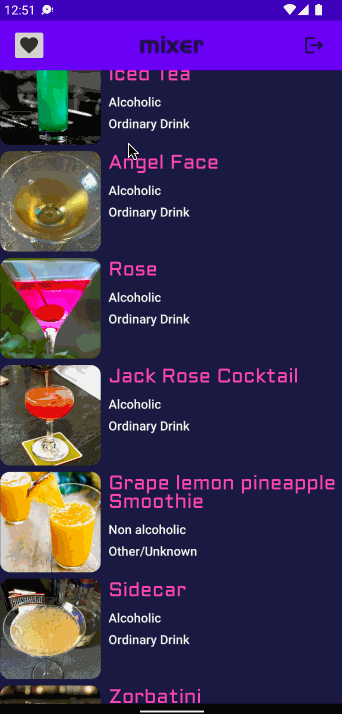 12:51
mixer
Iced Tea
Alcoholic
Ordinary Drink
Angel Face
Alcoholic
Ordinary Drink
Rose
Alcoholic
Ordinary Drink
Jack Rose Cocktail
Alcoholic
Ordinary Drink
Grape lemon pineapple
Smoothie
Non alcoholic
Other/Unknown
Sidecar
Alcoholic
Ordinary Drink
Zorbatini